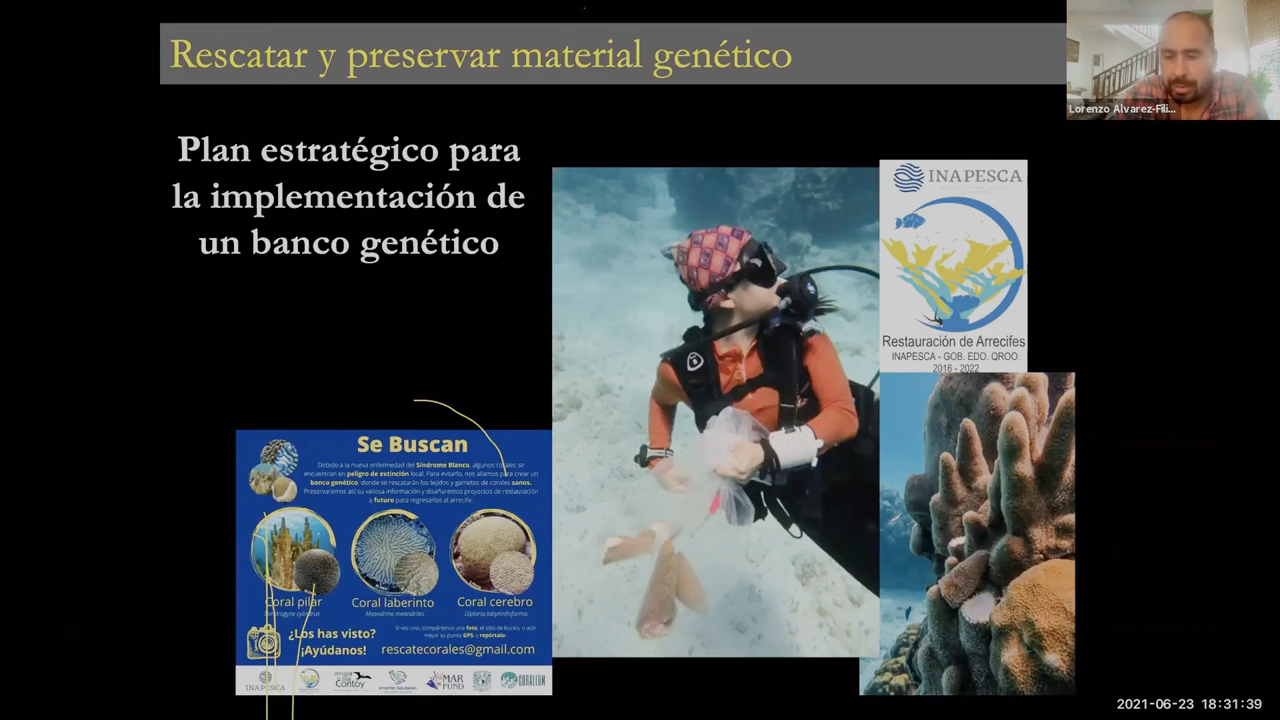 Rescatar y preservar material genético
Lorenzo Alvarez-Fili...
Plan estratégico para
la implementación de
un banco genético
INAPESCA
Restauración de Arrecifes
INAPESCA - GOB. EDO. QROO.
2016 - 2022
Se Buscan
Debido a la nueva enfermedad del Síndrome Blanco, algunos corales se
encuentran en peligro de extinción local. Para evitarlo, nos aliamos para crear un
banco genético, donde se rescatarán los tejidos y gametos de corales sanos.
Preservaremos así su valiosa información y diseñaremos proyectos de restauración
a futuro para regresarlos al arrecife.
Coral pilar
Dendrogyra cylindrus
Coral laberinto
Meandrina meandrites
Coral cerebro
Diploria labyrinthiformis
¿Los has visto?
¡Ayúdanos!
Si ves uno, compártenos una foto, el sitio de buceo, o aún
mejor su punto GPS, y repórtalo:
rescatecorales@gmail.com
INAPESCA
Contoy
Arrecifes Saludables
MAR
FUND
CORALIUM
2021-06-23 18:31:39